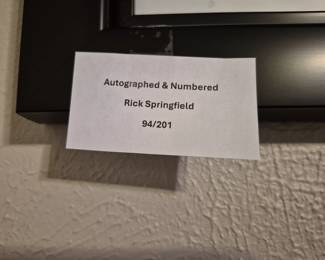 Autographed & Numbered
Rick Springfield
94/201